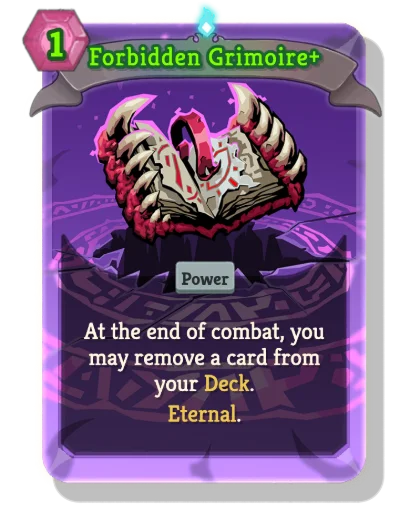 1
Forbidden Grimoire+
Power
At the end of combat, you
may remove a card from
your Deck.
Eternal.